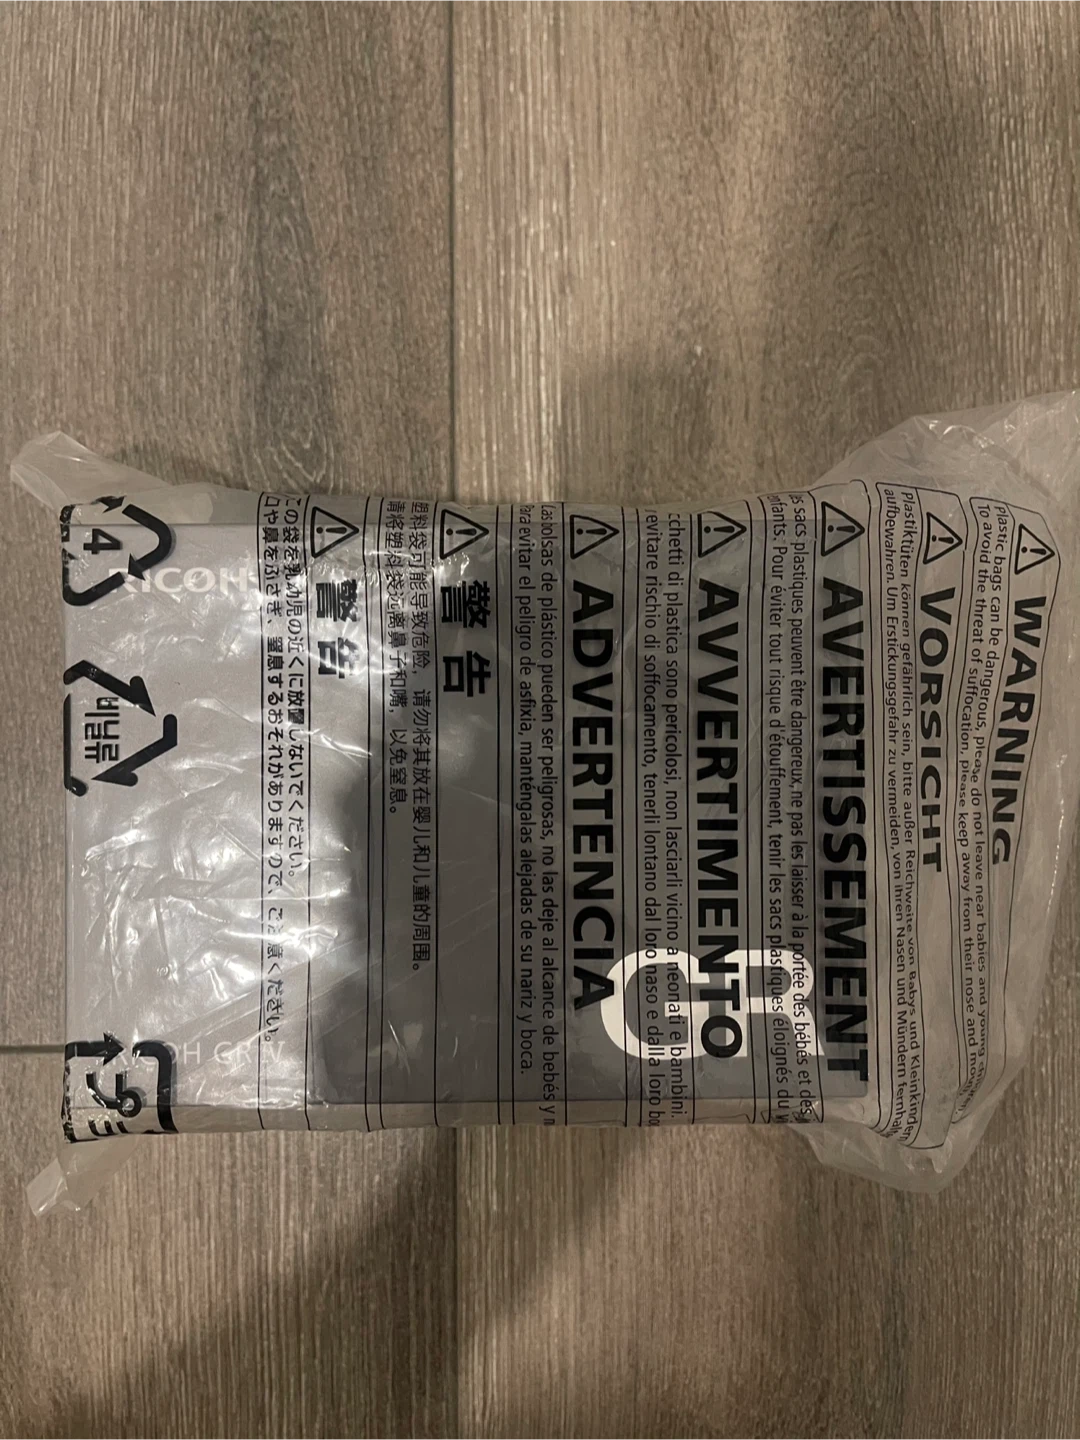 WARNING
Plastic bags can be dangerous, please do not leave near babies and young
To avoid the threat of suffocation, please keep away from their nose and
VORSICHT
Plastiktüten können gefährlich sein, bitte außer Reichweite von Babys und Kleinkindern
aufbewahren. Um Erstickungsgefahr zu vermeiden, von ihren Nasen und Mündern fernhalten
AVERTISSEMENT
sacs plastiques peuvent être dangereux, ne pas les laisser à la portée des bébés et des
Pour éviter tout risque d'étouffement, tenir les sacs plastiques éloignés du
AVVERTIMENTO
di plastica sono pericolosi, non lasciarli vicino a neonati e bambini.
evitare rischio di soffocamento, tenerli lontano dal loro naso e dalla loro
ADVERTENCIA
Las bolsas de plástico pueden ser peligrosas, no las deje al alcance de bebés y
Para evitar el peligro de asfixia, manténgalas alejadas de su nariz y boca.
警告
塑料袋可能导致危险，请勿将其放在婴儿和儿童的周围。
请将塑料袋远离鼻子和嘴，以免窒息。
警告
この袋を乳幼児の近くに放置しないでください。
口や鼻をふさぎ、窒息するおそれがありますので、ご注意ください。
GR
RICOH
RICOH GR IV
4
비닐류